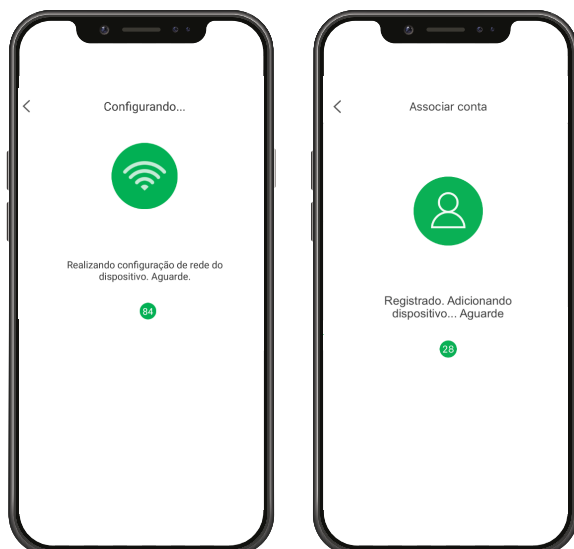 Configurando...
Realizando configuração de rede do
dispositivo. Aguarde.
84
Associar conta
Registrado. Adicionando
dispositivo... Aguarde
28